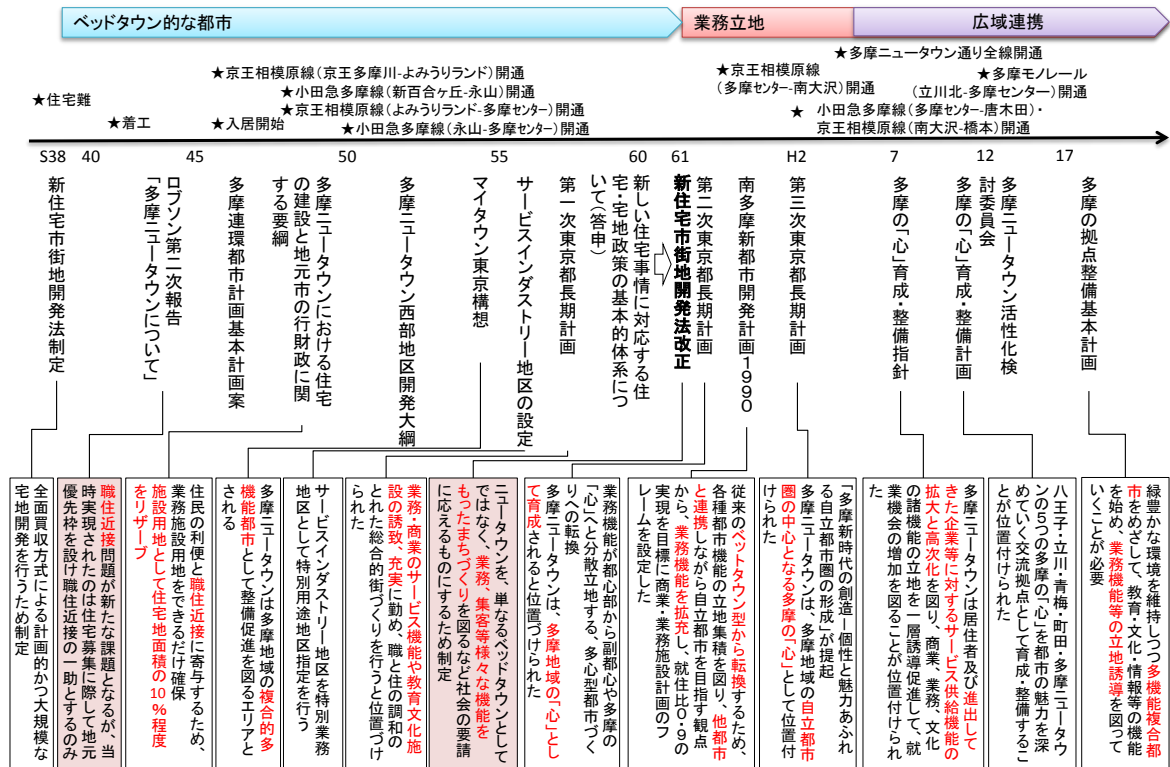 ベッドタウン的な都市
業務立地
広域連携
★多摩ニュータウン通り全線開通
★京王相模原線(京王多摩川-よみうりランド)開通
★京王相模原線
(多摩センター-南大沢)開通
★多摩モノレール
(立川北-多摩センター)開通
★住宅難
★小田急多摩線(新百合ヶ丘-永山)開通
★京王相模原線(よみうりランド-多摩センター)開通
★ 小田急多摩線(多摩センター-唐木田)・
京王相模原線(南大沢-橋本)開通
★着工
★入居開始
★小田急多摩線(永山-多摩センター)開通
S38
40
45
50
55
60
61
H2
7
12
17
新住宅市街地開発法制定
ロブソン第二次報告
「多摩ニュータウンについて」
多摩連環都市計画基本計画案
多摩ニュータウンにおける住宅
の建設と地元市の行財政に関
する要綱
多摩ニュータウン西部地区開発大綱
マイタウン東京構想
サービスインダストリー地区の設定
第一次東京都長期計画
新しい住宅事情に対応する住
宅・宅地政策の基本的体系につ
いて(答申)
新住宅市街地開発法改正
第二次東京都長期計画
南多摩新都市開発計画1990
第三次東京都長期計画
多摩の「心」育成・整備指針
多摩の「心」育成・整備計画
多摩ニュータウン活性化検
討委員会
多摩の拠点整備基本計画
全面買収方式による計画的かつ大規模な
宅地開発を行うため制定
職住近接問題が新たな課題となるが、当
時実現されたのは住宅募集に際して地元
優先枠を設け職住近接の一助とするのみ
住民の利便と職住近接に寄与するため、
業務施設用地をできるだけ確保
施設用地として住宅地面積の10%程度
をリザーブ
多摩ニュータウンは多摩地域の複合的多
機能都市として整備促進を図るエリアと
される
サービスインダストリー地区を特別業務
地区として特別用途地区指定を行う
業務・商業のサービス機能や教育文化施
設の誘致、充実に勤め、職と住の調和の
とれた総合的街づくりを行うと位置づけ
られた
ニュータウンを、単なるベッドタウンとして
ではなく、業務、集客等様々な機能を
もったまちづくりを図るなど社会の要請
に応えるものにするため制定
業務機能が都心部から副都心や多摩の
「心」へと分散立地する、多心型都市づく
りへの転換
多摩ニュータウンは、多摩地域の「心」とし
て育成されると位置づけられた
従来のベットタウン型から転換するため、
各種都市機能の立地集積を図り、他都市
と連携しながら自立都市を目指す観点
から、業務機能を拡充し、就住比0.9の
実現を目標に商業・業務施設計画のフ
レームを設定した
「多摩新時代の創造－個性と魅力あふれ
る自立都市圏の形成」が提起
多摩ニュータウンは、多摩地域の自立都市
圏の中心となる多摩の「心」として位置付
けられた
多摩ニュータウンは居住者及び進出して
きた企業等に対するサービス供給機能の
拡大と高次化を図り、商業、業務、文化
の諸機能の立地を一層誘導促進して、就
業機会の増加を図ることが位置付けられ
た
八王子・立川・青梅・町田・多摩ニュータウ
ンの5つの多摩の「心」を都市の魅力を深
めていく交流拠点として育成・整備するこ
とが位置付けられた
緑豊かな環境を維持しつつ多機能複合都
市をめざして、教育・文化・情報等の機能
を始め、業務機能等の立地誘導を図って
いくことが必要